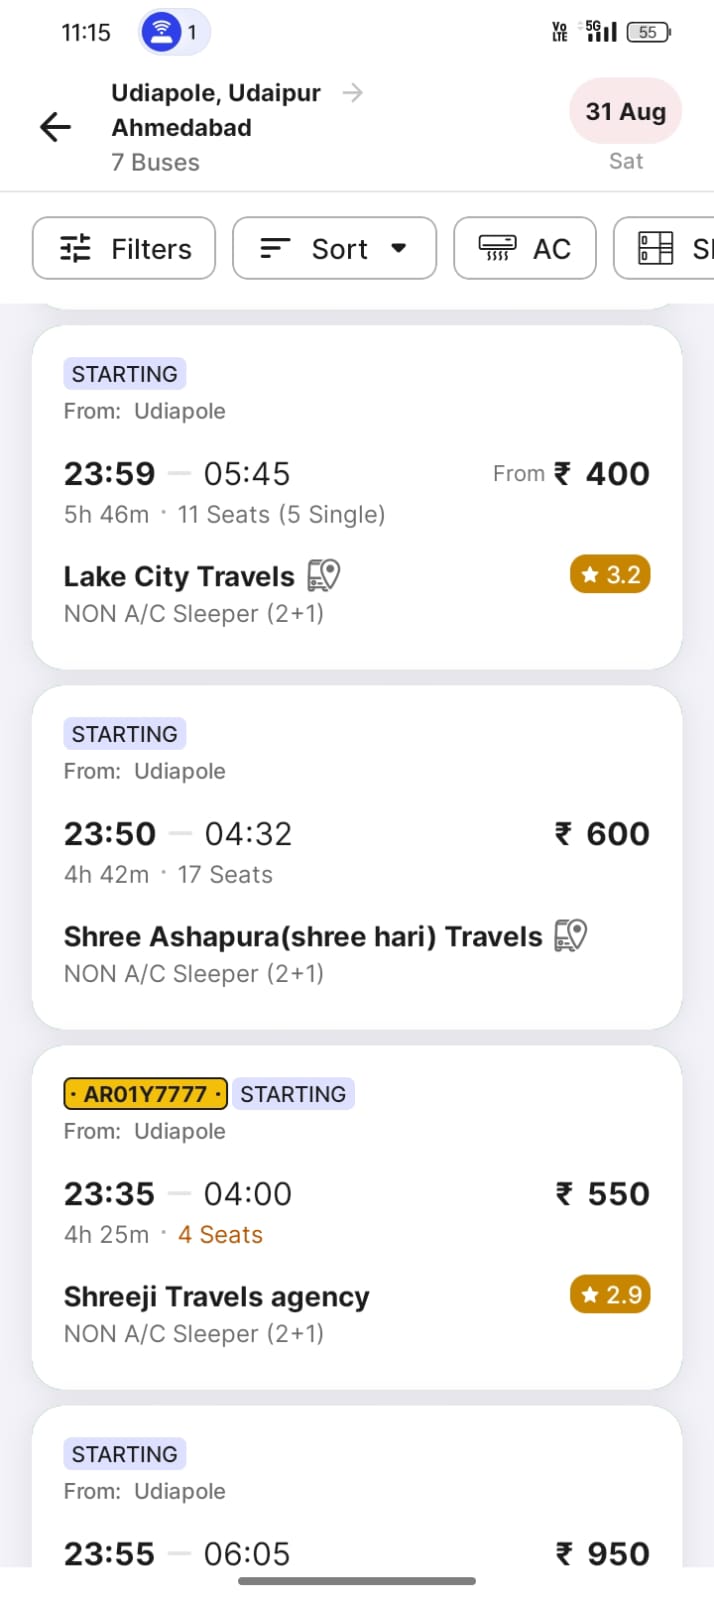 11:15 1 Vo LTE 5G 55
Udiapole, Udaipur
Ahmedabad
7 Buses
31 Aug
Sat
Filters Sort AC
STARTING
From: Udiapole
23:59 — 05:45 From ₹ 400
5h 46m · 11 Seats (5 Single)
Lake City Travels ★ 3.2
NON A/C Sleeper (2+1)
STARTING
From: Udiapole
23:50 — 04:32 ₹ 600
4h 42m · 17 Seats
Shree Ashapura(shree hari) Travels
NON A/C Sleeper (2+1)
· AR01Y7777 · STARTING
From: Udiapole
23:35 — 04:00 ₹ 550
4h 25m · 4 Seats
Shreeji Travels agency ★ 2.9
NON A/C Sleeper (2+1)
STARTING
From: Udiapole
23:55 — 06:05 ₹ 950